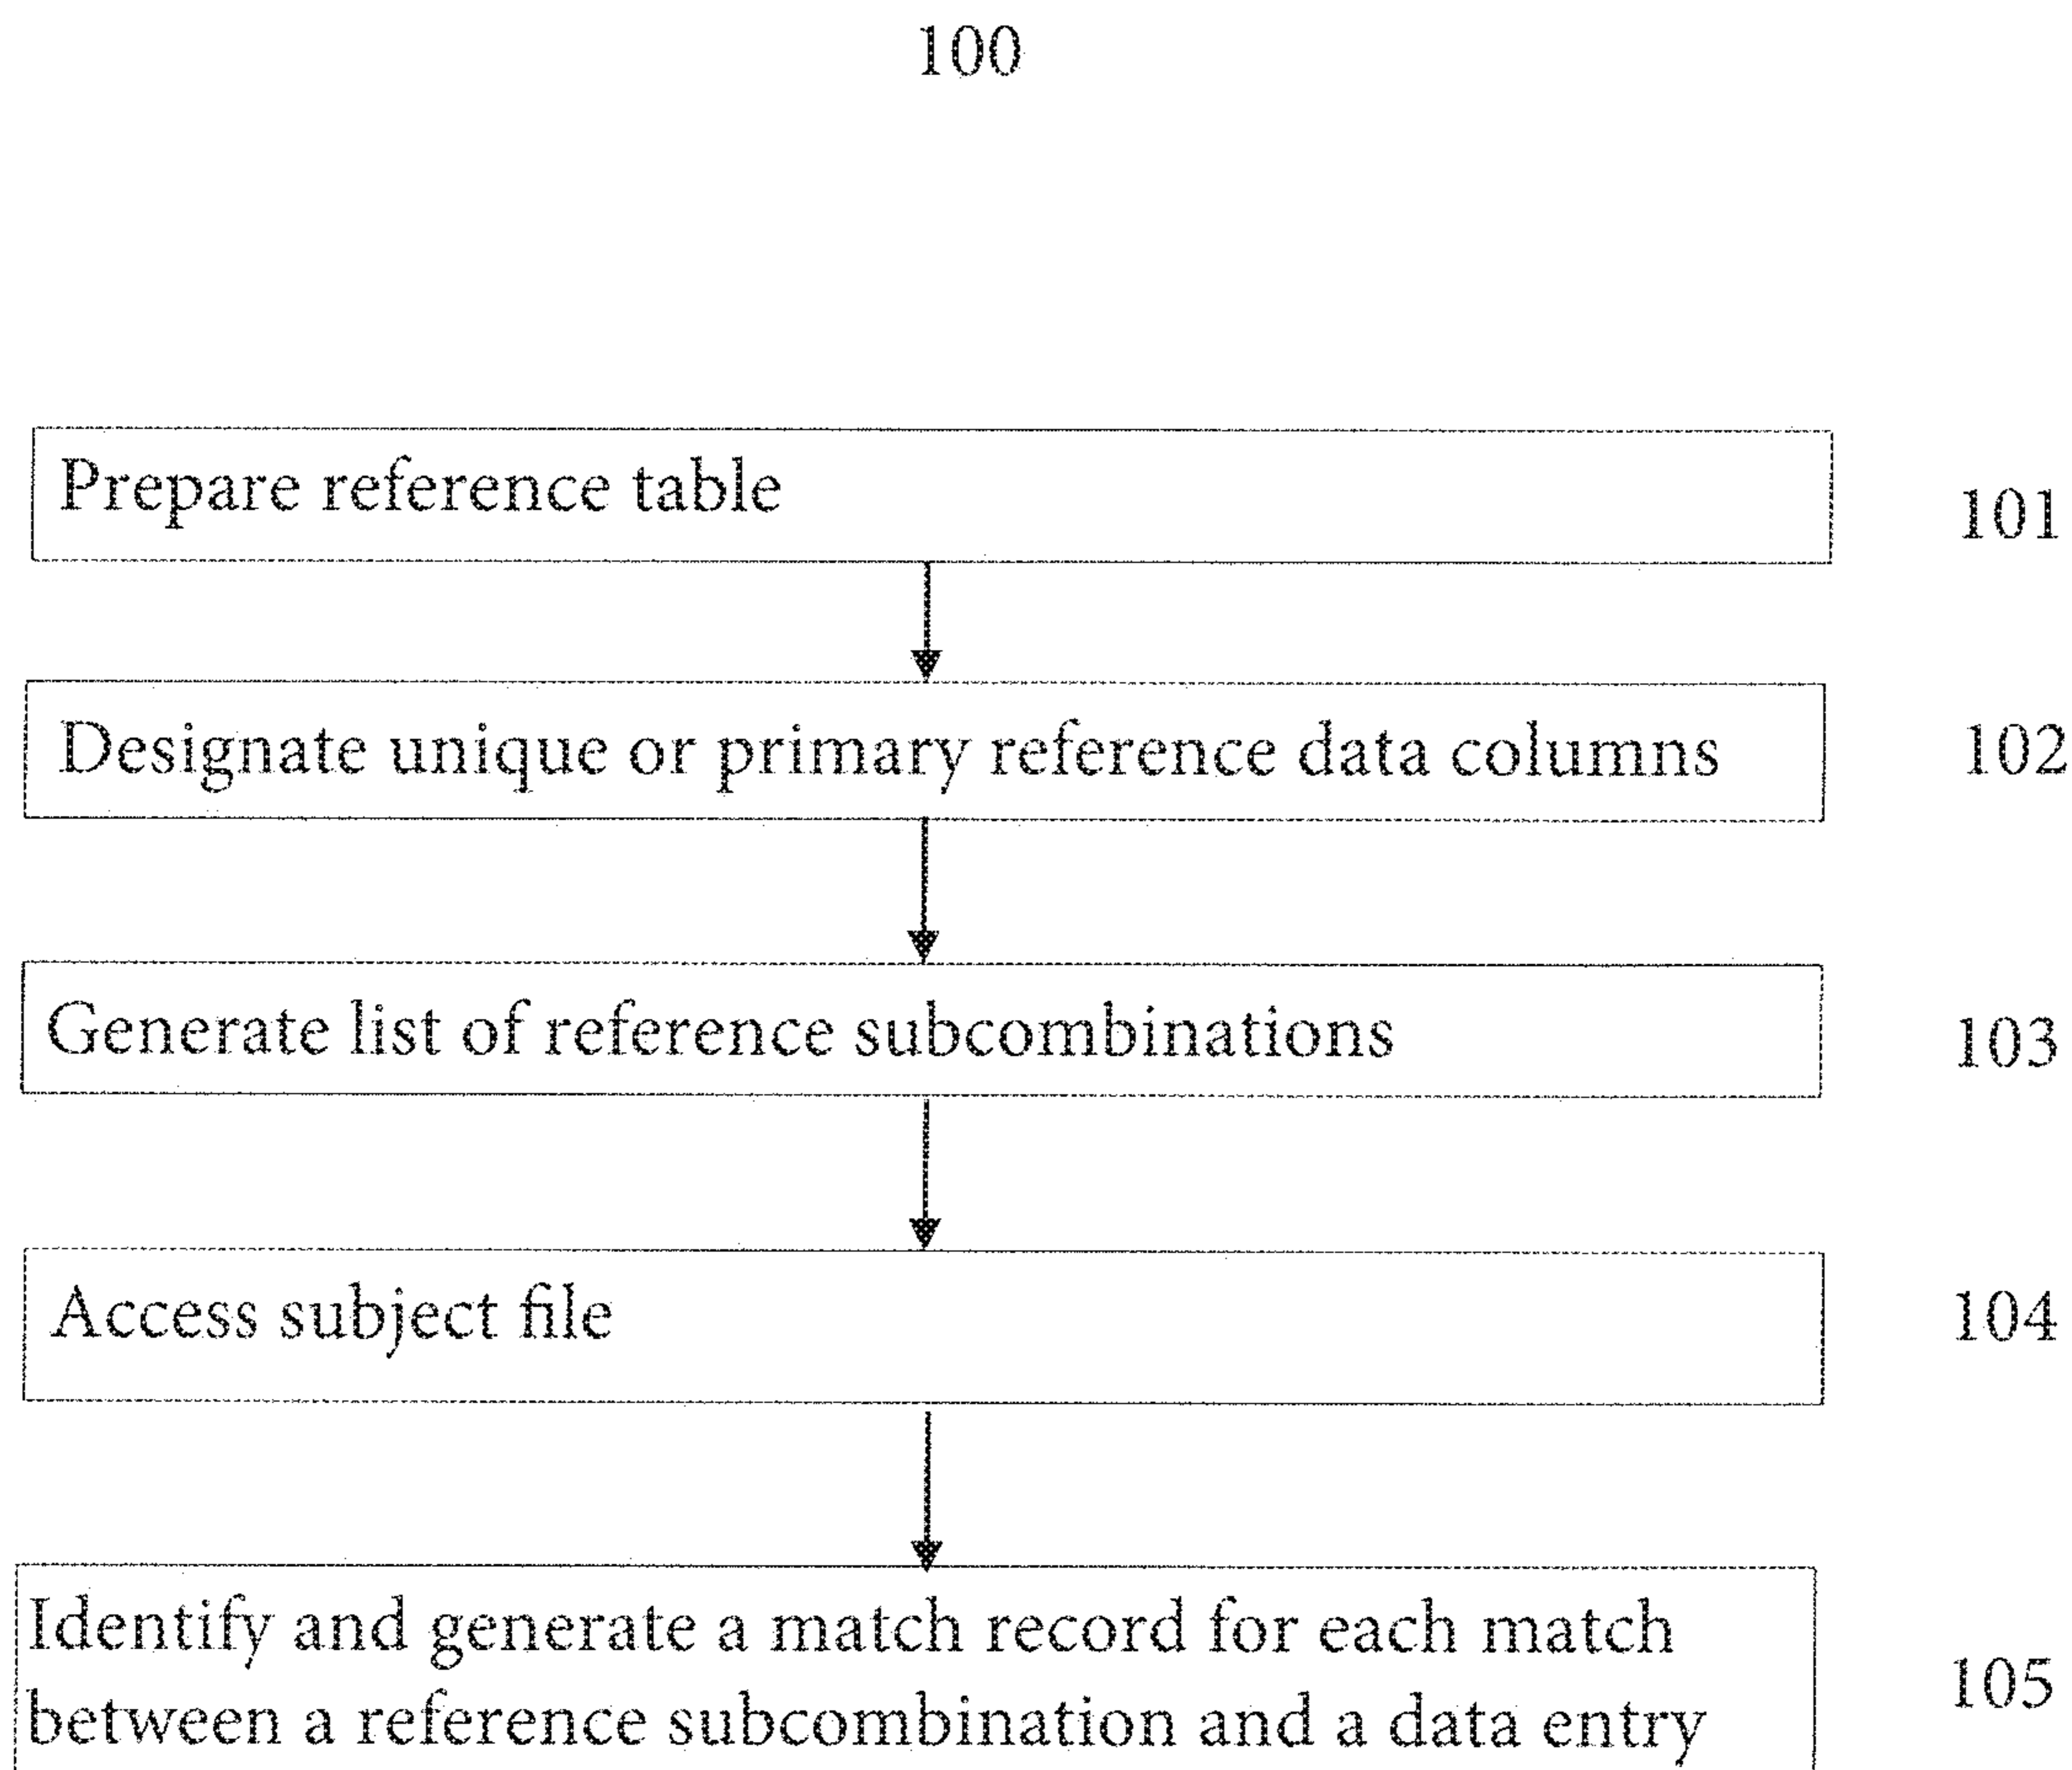 100
Prepare reference table
101
Designate unique or primary reference data columns
102
Generate list of reference subcombinations
103
Access subject file
104
Identify and generate a match record for each match
between a reference subcombination and a data entry
105